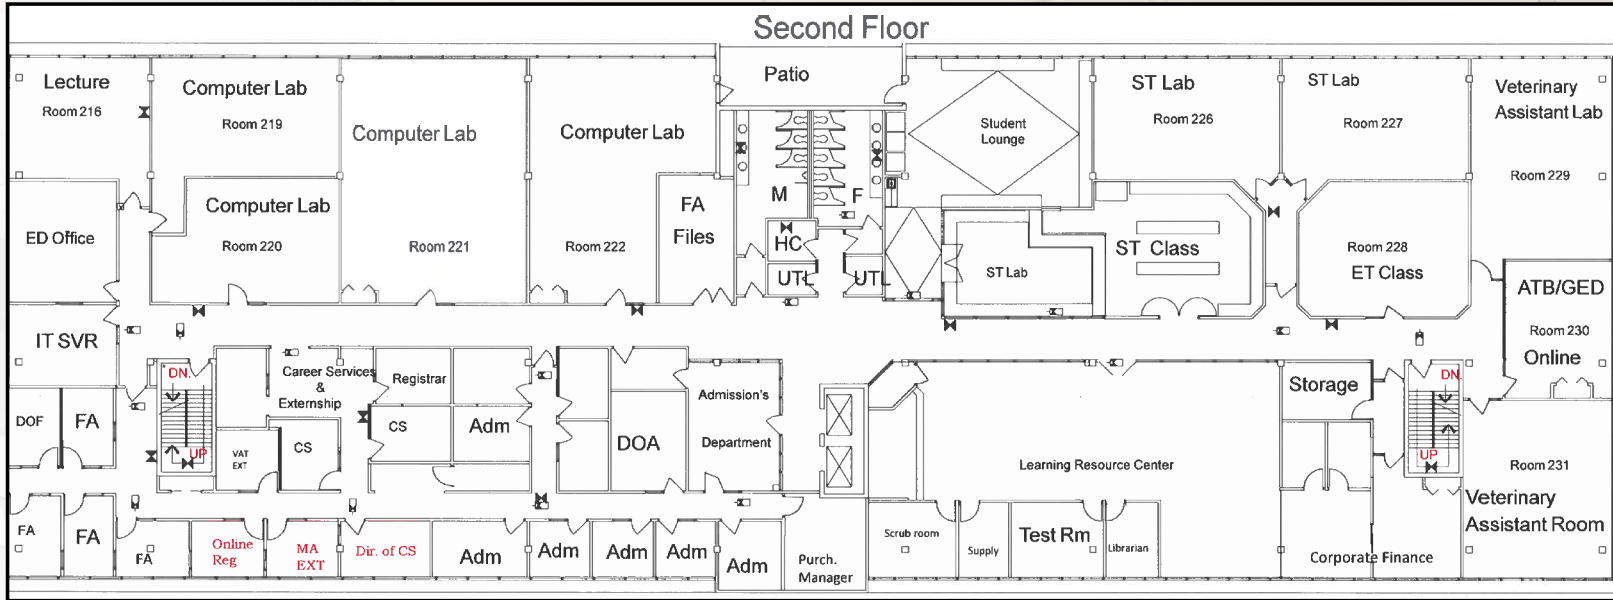 Second Floor
Lecture
Room 216
Computer Lab
Room 219
Computer Lab
Room 221
Computer Lab
Room 222
Patio
Student
Lounge
ST Lab
Room 226
ST Lab
Room 227
Veterinary
Assistant Lab
Room 229
ED Office
Computer Lab
Room 220
FA
Files
M
F
HC
UTL
UTL
ST Lab
ST Class
Room 228
ET Class
ATB/GED
Room 230
Online
IT SVR
DN.
UP
Career Services
&
Externship
Registrar
CS
Adm
DOA
Admission's
Department
Learning Resource Center
Storage
DN.
UP
Room 231
Veterinary
Assistant Room
DOF
FA
VAT
EXT
CS
FA
FA
FA
Online
Reg
MA
EXT
Dir. of CS
Adm
Adm
Adm
Adm
Adm
Purch.
Manager
Scrub room
Supply
Test Rm
Librarian
Corporate Finance